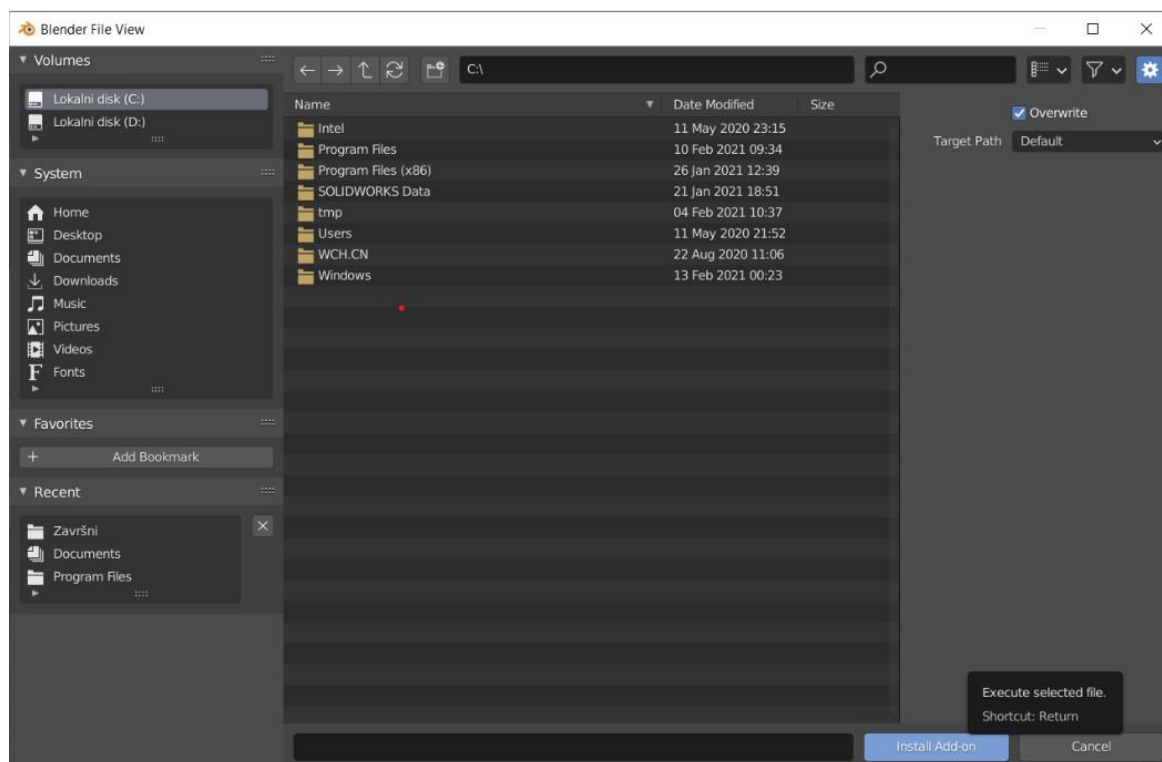 Blender File View
Volumes
Lokalni disk (C:)
Lokalni disk (D:)
System
Home
Desktop
Documents
Downloads
Music
Pictures
Videos
Fonts
Favorites
Add Bookmark
Recent
Završni
Documents
Program Files
C:\
Name Date Modified Size
Intel 11 May 2020 23:15
Program Files 10 Feb 2021 09:34
Program Files (x86) 26 Jan 2021 12:39
SOLIDWORKS Data 21 Jan 2021 18:51
tmp 04 Feb 2021 10:37
Users 11 May 2020 21:52
WCH.CN 22 Aug 2020 11:06
Windows 13 Feb 2021 00:23
Overwrite
Target Path Default
Execute selected file.
Shortcut: Return
Install Add-on Cancel